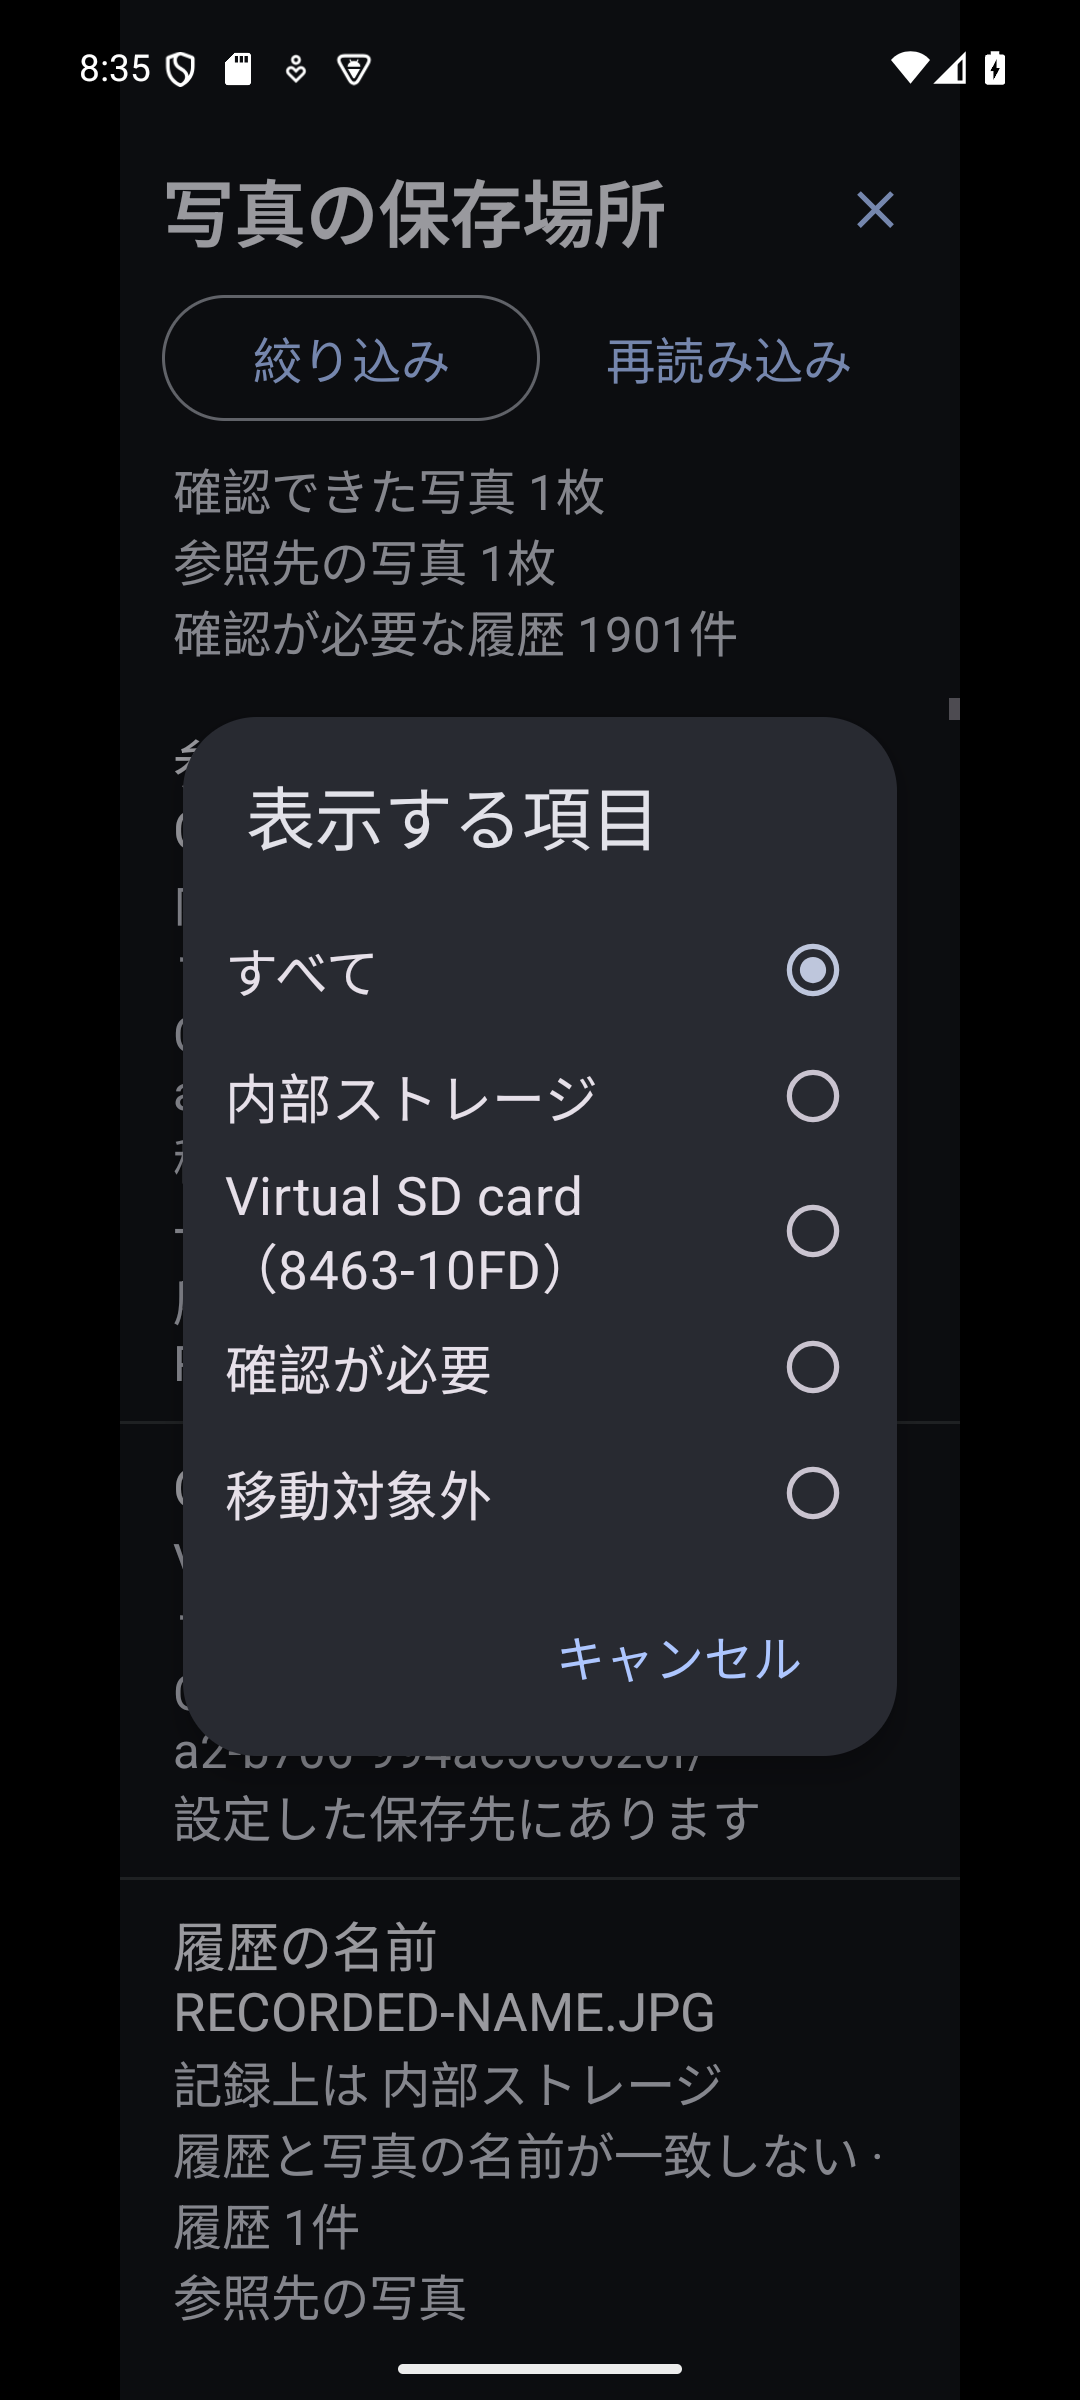 8:35
写真の保存場所
絞り込み
再読み込み
確認できた写真 1枚
参照先の写真 1枚
確認が必要な履歴 1901件
表示する項目
すべて
内部ストレージ
Virtual SD card
（8463-10FD）
確認が必要
移動対象外
キャンセル
設定した保存先にあります
履歴の名前
RECORDED-NAME.JPG
記録上は 内部ストレージ
履歴と写真の名前が一致しない ·
履歴 1件
参照先の写真